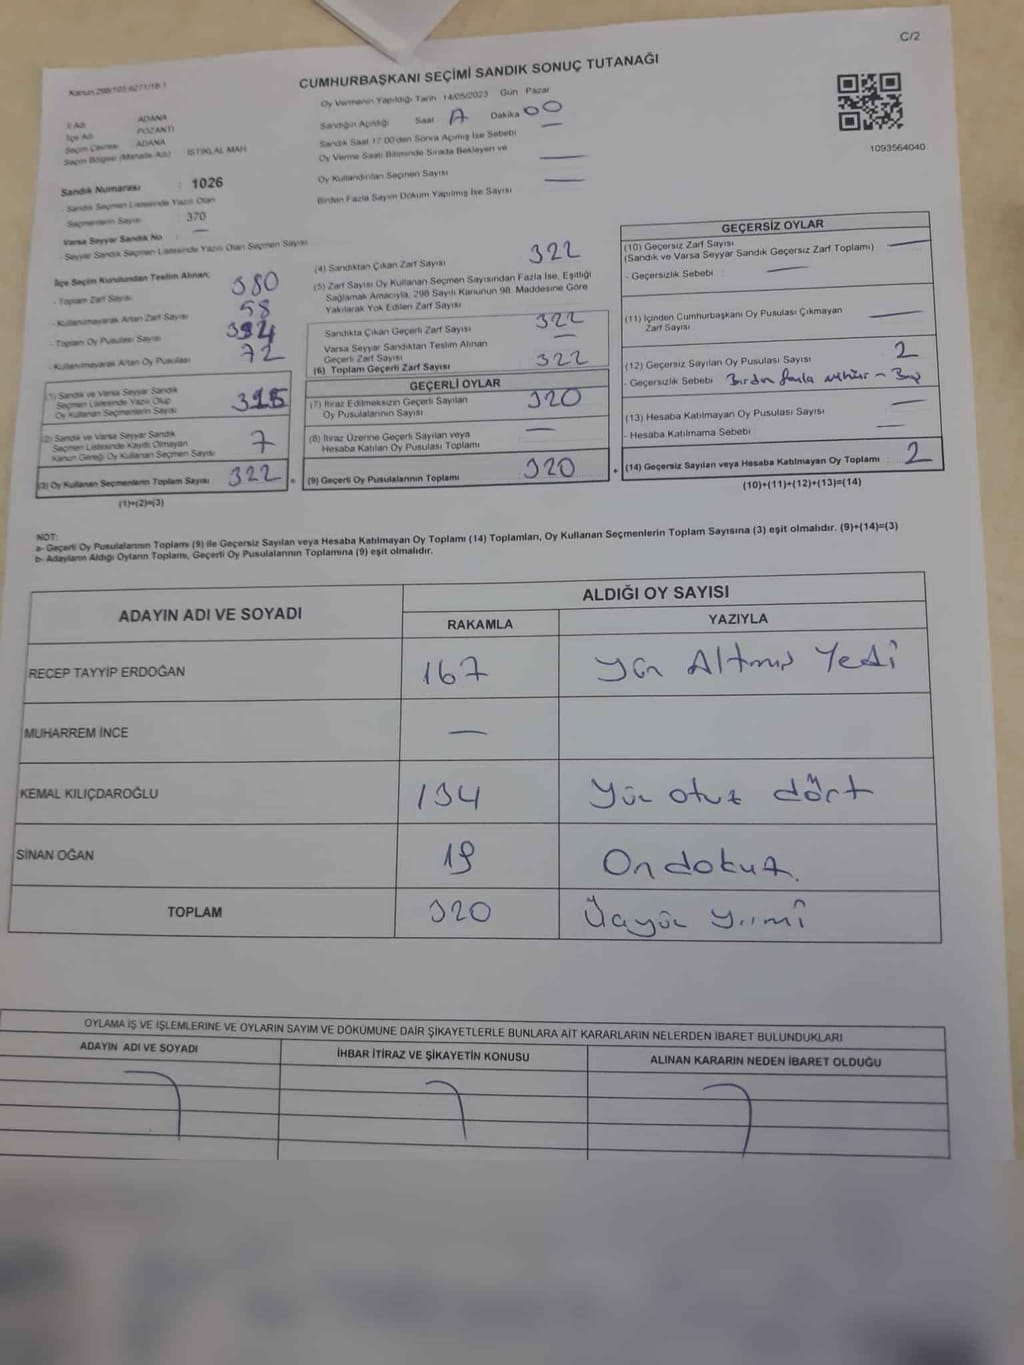 C/2
Kanun:298/105,6271/18-1
CUMHURBAŞKANI SEÇİMİ SANDIK SONUÇ TUTANAĞI
İl Adı ADANA
İlçe Adı POZANTI
Seçim Çevresi ADANA
Seçim Bölgesi (Mahalle Adı) İSTİKLAL MAH
Sandık Numarası : 1026
- Sandık Seçmen Listesinde Yazılı Olan
Seçmenlerin Sayısı : 370
Varsa Seyyar Sandık No : —
- Seyyar Sandık Seçmen Listesinde Yazılı Olan Seçmen Sayısı
Oy Vermenin Yapıldığı Tarih 14/05/2023 Gün Pazar
Sandığın Açıldığı Saat Dakika 00
Sandık Saat 17:00'den Sonra Açılmış İse Sebebi —
Oy Verme Saati Bitiminde Sırada Bekleyen ve
Oy Kullandırılan Seçmen Sayısı —
Birden Fazla Sayım Döküm Yapılmış İse Sayısı —
1093564040
İlçe Seçim Kurulundan Teslim Alınan;
- Toplam Zarf Sayısı 380
- Kullanılmayarak Artan Zarf Sayısı 58
- Toplam Oy Pusulası Sayısı 394
- Kullanılmayarak Artan Oy Pusulası 72
(1) Sandık ve Varsa Seyyar Sandık
Seçmen Listesinde Yazılı Olup
Oy Kullanan Seçmenlerin Sayısı 315
(2) Sandık ve Varsa Seyyar Sandık
Seçmen Listesinde Kayıtlı Olmayan
Kanun Gereği Oy Kullanan Seçmen Sayısı 7
(3) Oy Kullanan Seçmenlerin Toplam Sayısı 322 =
(1)+(2)=(3)
(4) Sandıktan Çıkan Zarf Sayısı 322
(5) Zarf Sayısı Oy Kullanan Seçmen Sayısından Fazla İse, Eşitliği
Sağlamak Amacıyla, 298 Sayılı Kanunun 98. Maddesine Göre
Yakılarak Yok Edilen Zarf Sayısı
Sandıkta Çıkan Geçerli Zarf Sayısı 322
Varsa Seyyar Sandıktan Teslim Alınan
Geçerli Zarf Sayısı —
(6) Toplam Geçerli Zarf Sayısı 322
GEÇERLİ OYLAR
(7) İtiraz Edilmeksizin Geçerli Sayılan
Oy Pusulalarının Sayısı 320
(8) İtiraz Üzerine Geçerli Sayılan veya
Hesaba Katılan Oy Pusulası Toplamı —
(9) Geçerli Oy Pusulalarının Toplamı 320 +
GEÇERSİZ OYLAR
(10) Geçersiz Zarf Sayısı
(Sandık ve Varsa Seyyar Sandık Geçersiz Zarf Toplamı) —
- Geçersizlik Sebebi —
(11) İçinden Cumhurbaşkanı Oy Pusulası Çıkmayan
Zarf Sayısı —
(12) Geçersiz Sayılan Oy Pusulası Sayısı 2
- Geçersizlik Sebebi Birden fazla mühür
(13) Hesaba Katılmayan Oy Pusulası Sayısı —
- Hesaba Katılmama Sebebi —
(14) Geçersiz Sayılan veya Hesaba Katılmayan Oy Toplamı 2
(10)+(11)+(12)+(13)=(14)
NOT:
a- Geçerli Oy Pusulalarının Toplamı (9) ile Geçersiz Sayılan veya Hesaba Katılmayan Oy Toplamı (14) Toplamları, Oy Kullanan Seçmenlerin Toplam Sayısına (3) eşit olmalıdır. (9)+(14)=(3)
b- Adayların Aldığı Oyların Toplamı, Geçerli Oy Pusulalarının Toplamına (9) eşit olmalıdır.
ADAYIN ADI VE SOYADI ALDIĞI OY SAYISI
RAKAMLA YAZIYLA
RECEP TAYYİP ERDOĞAN 167 Yüz Altmış Yedi
MUHARREM İNCE —
KEMAL KILIÇDAROĞLU 134 Yüz otuz dört
SİNAN OĞAN 19 Ondokuz.
TOPLAM 320 Üçyüz Yirmi
OYLAMA İŞ VE İŞLEMLERİNE VE OYLARIN SAYIM VE DÖKÜMÜNE DAİR ŞİKAYETLERLE BUNLARA AİT KARARLARIN NELERDEN İBARET BULUNDUKLARI
ADAYIN ADI VE SOYADI İHBAR İTİRAZ VE ŞİKAYETİN KONUSU ALINAN KARARIN NEDEN İBARET OLDUĞU